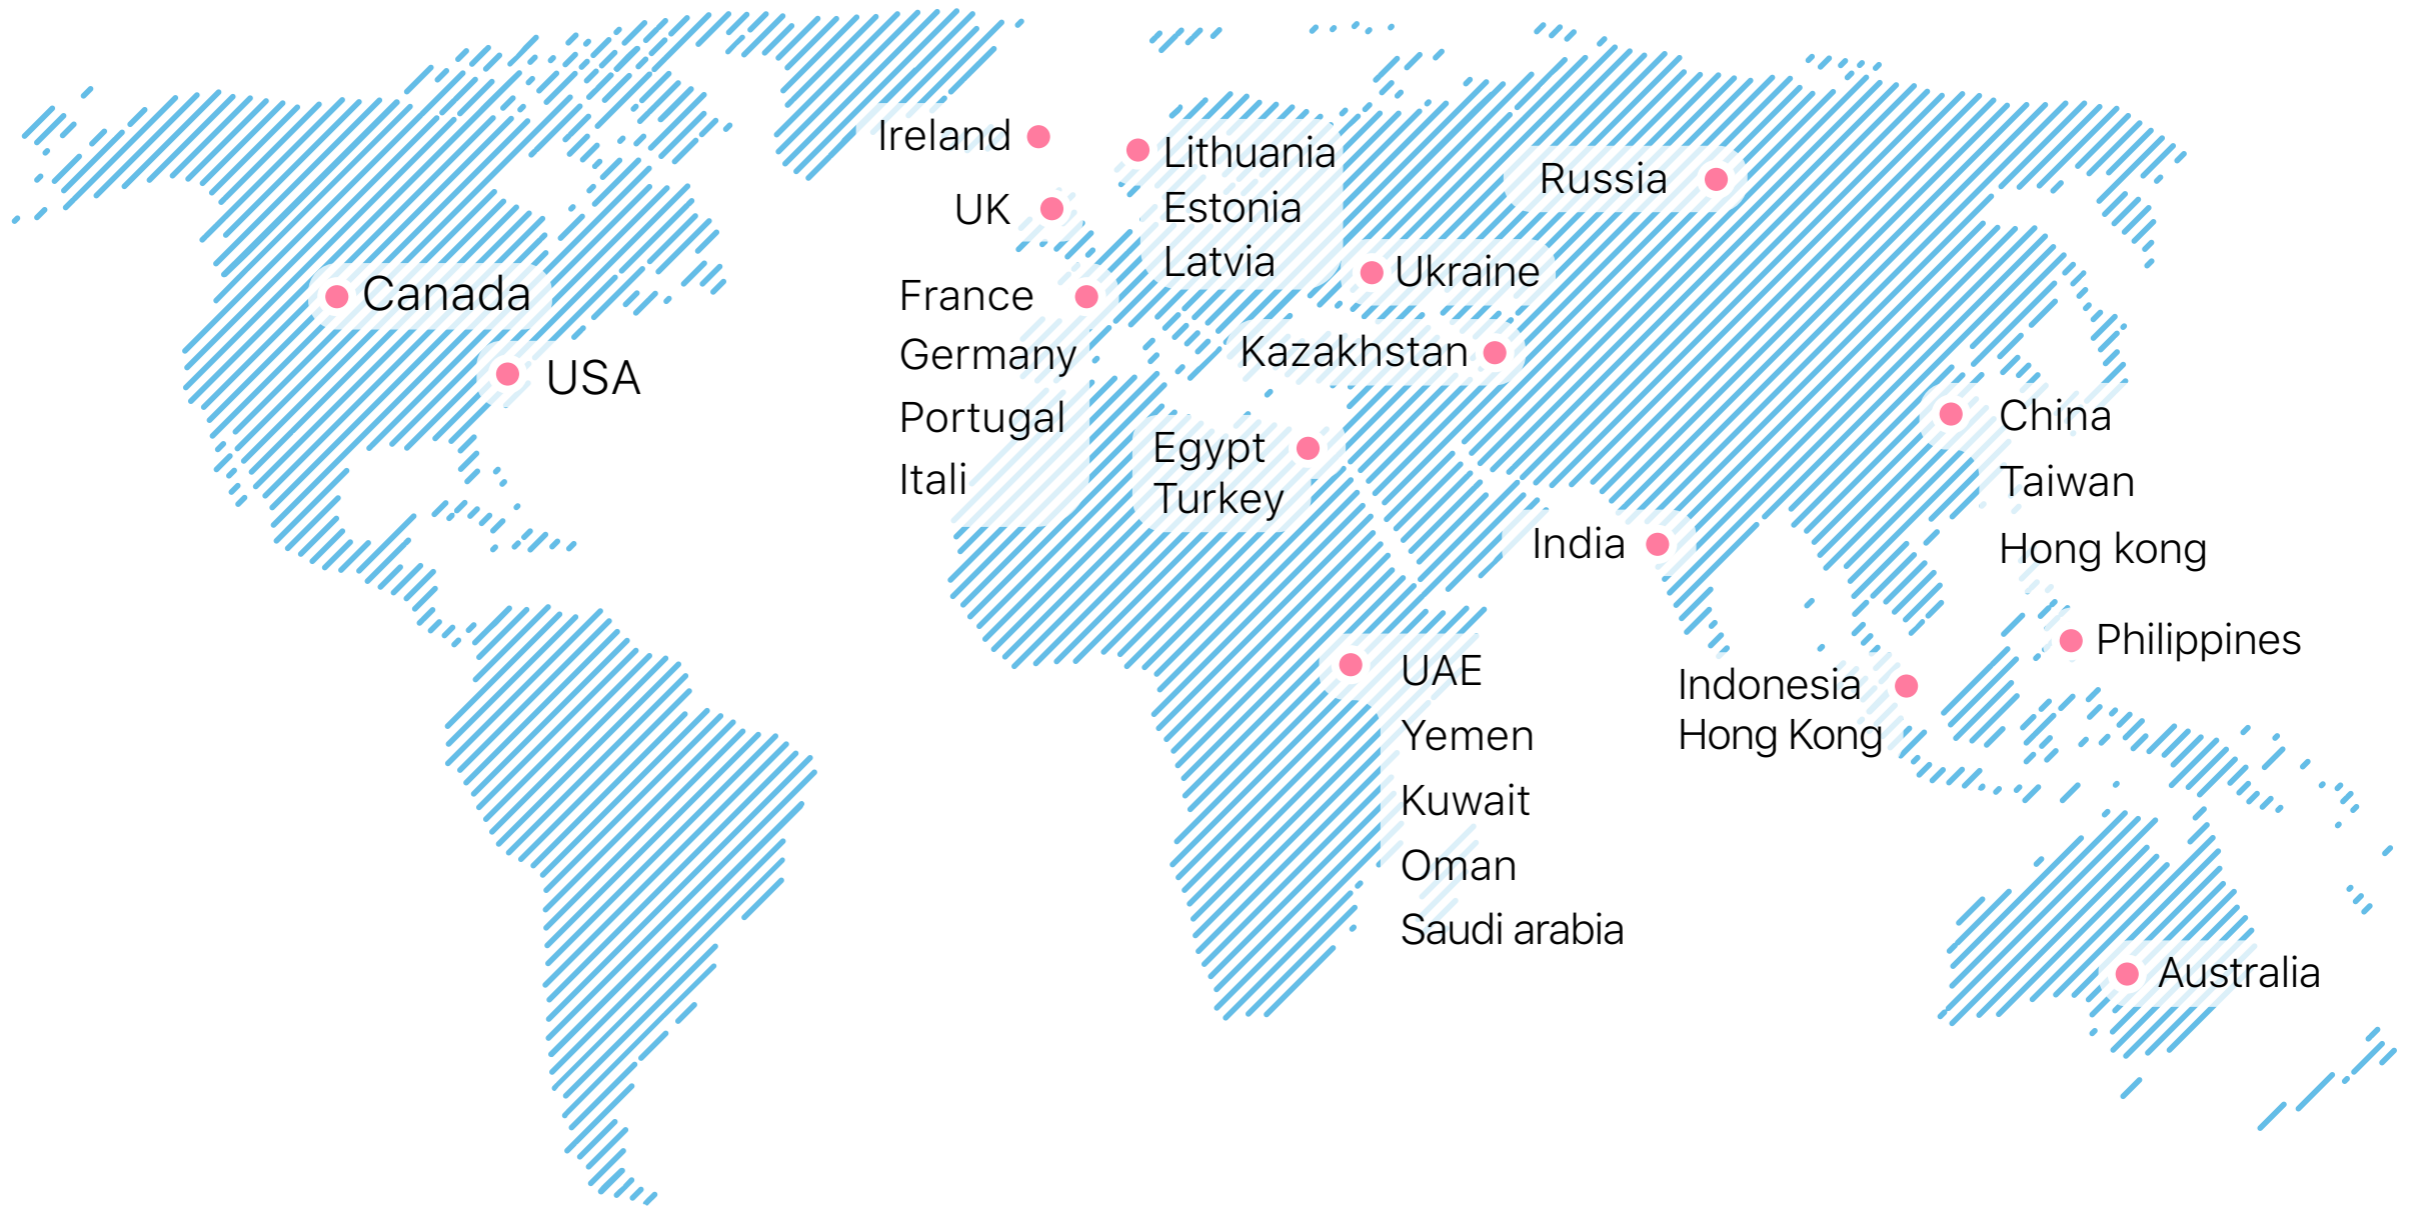 Canada
USA
Ireland
UK
France
Germany
Portugal
Itali
Lithuania
Estonia
Latvia
Russia
Ukraine
Kazakhstan
Egypt
Turkey
India
UAE
Yemen
Kuwait
Oman
Saudi arabia
China
Taiwan
Hong kong
Philippines
Indonesia
Hong Kong
Australia